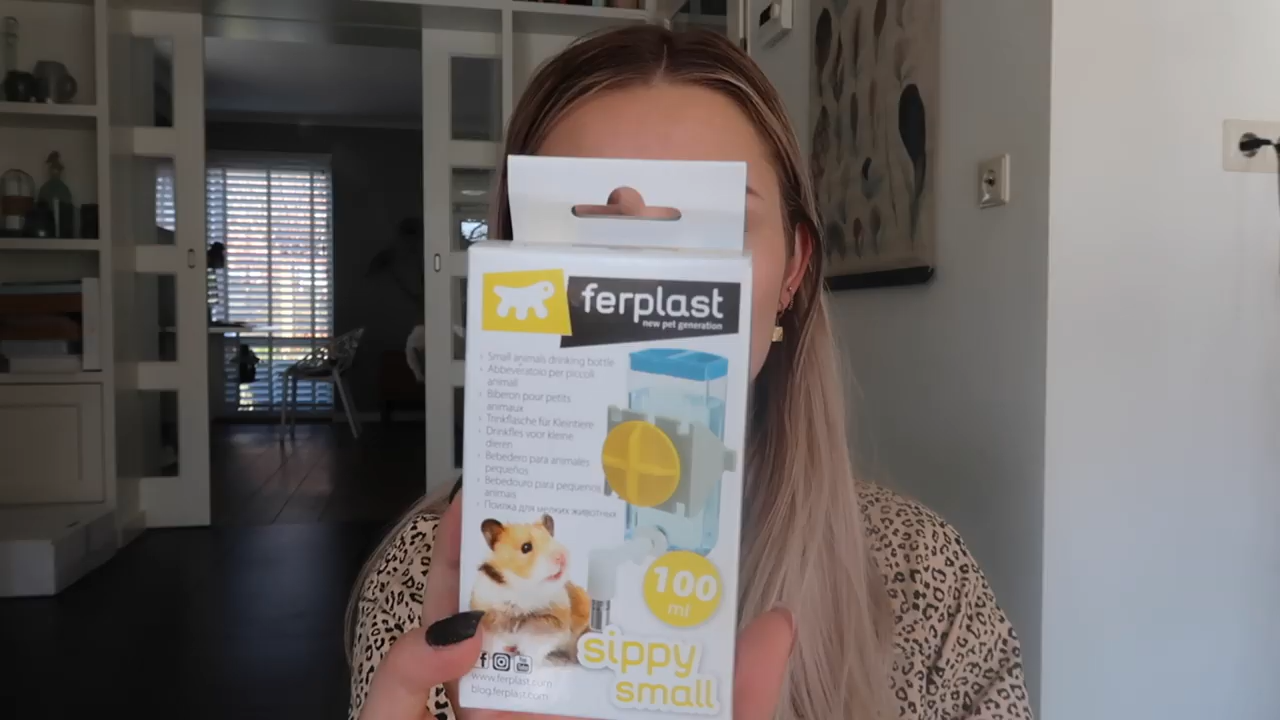 ferplast
new pet generation
Small animals drinking bottle
Abbeveratoio per piccoli
animali
Biberon pour petits
animaux
Trinkflasche für Kleintiere
Drinkfles voor kleine
dieren
Bebedero para animales
pequeños
Bebedouro para pequenos
animais
Поилка для мелких животных
100
ml
sippy
small
www.ferplast.com
blog.ferplast.com